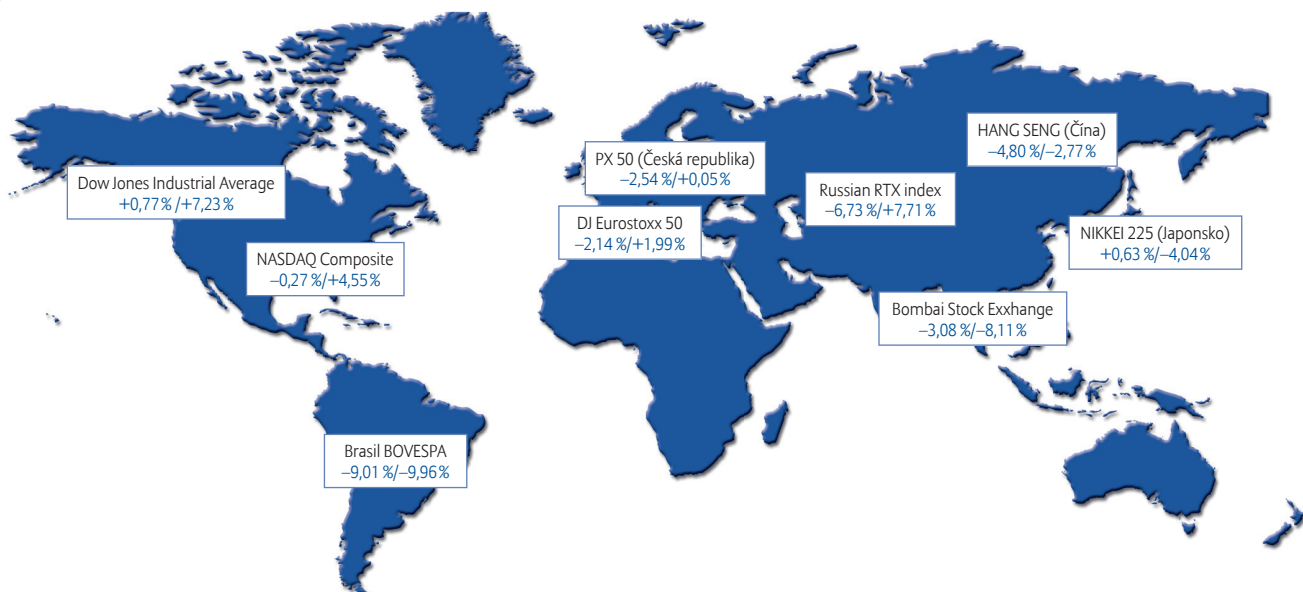 HANG SENG (Čína)
–4,80 %/–2,77 %
PX 50 (Česká republika)
–2,54 %/+0,05 %
Dow Jones Industrial Average
+0,77 % /+7,23 %
Russian RTX index
–6,73 %/+7,71 %
DJ Eurostoxx 50
–2,14 %/+1,99 %
NIKKEI 225 (Japonsko)
+0,63 %/–4,04 %
NASDAQ Composite
–0,27 %/+4,55 %
Bombai Stock Exxhange
–3,08 %/–8,11 %
Brasil BOVESPA
–9,01 %/–9,96 %